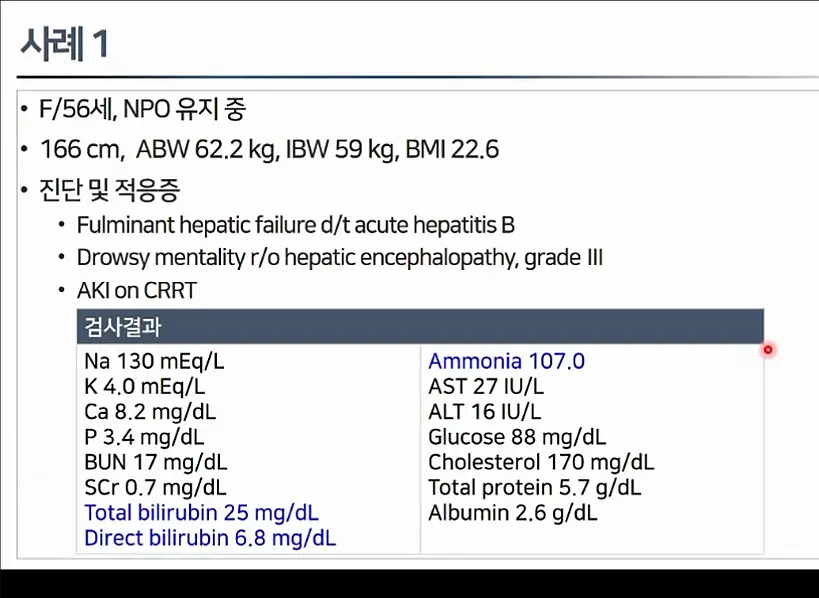 사례 1
• F/56세, NPO 유지 중
• 166 cm, ABW 62.2 kg, IBW 59 kg, BMI 22.6
• 진단 및 적응증
• Fulminant hepatic failure d/t acute hepatitis B
• Drowsy mentality r/o hepatic encephalopathy, grade III
• AKI on CRRT
검사결과
Na 130 mEq/L
K 4.0 mEq/L
Ca 8.2 mg/dL
P 3.4 mg/dL
BUN 17 mg/dL
SCr 0.7 mg/dL
Total bilirubin 25 mg/dL
Direct bilirubin 6.8 mg/dL
Ammonia 107.0
AST 27 IU/L
ALT 16 IU/L
Glucose 88 mg/dL
Cholesterol 170 mg/dL
Total protein 5.7 g/dL
Albumin 2.6 g/dL